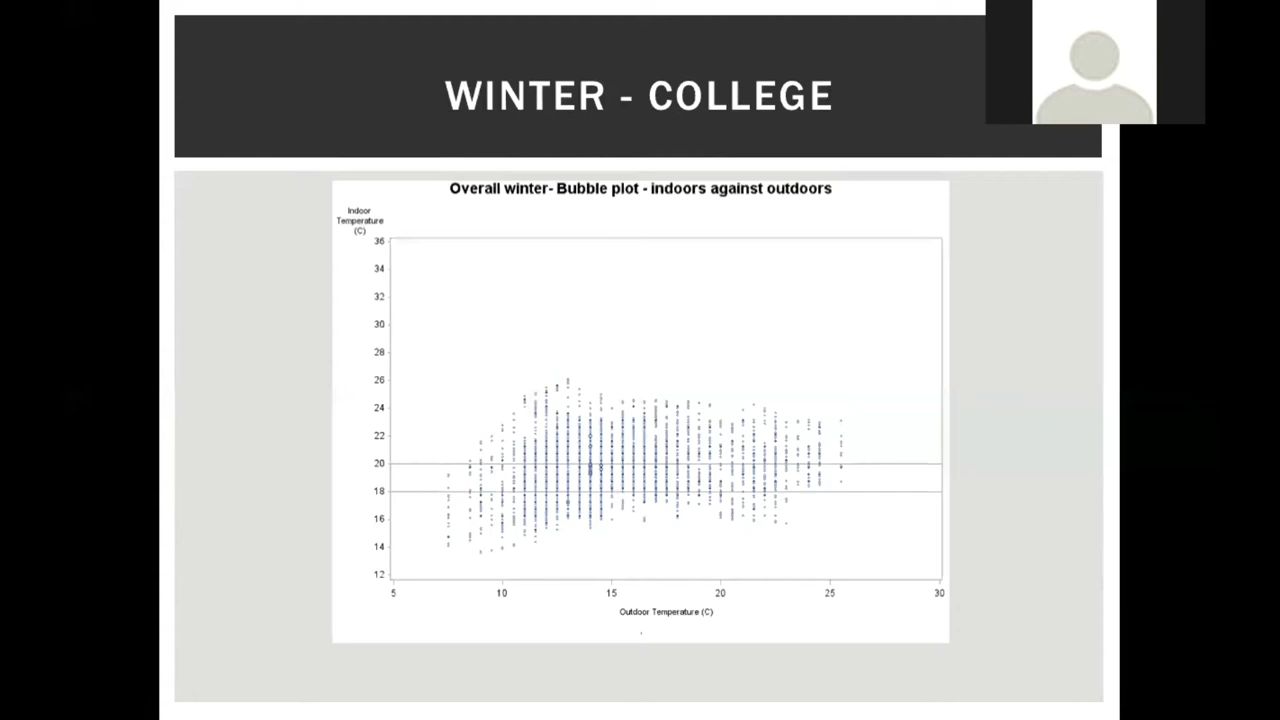 WINTER - COLLEGE
Overall winter- Bubble plot - indoors against outdoors
Indoor
Temperature
(C)
36
34
32
30
28
26
24
22
20
18
16
14
12
5 10 15 20 25 30
Outdoor Temperature (C)